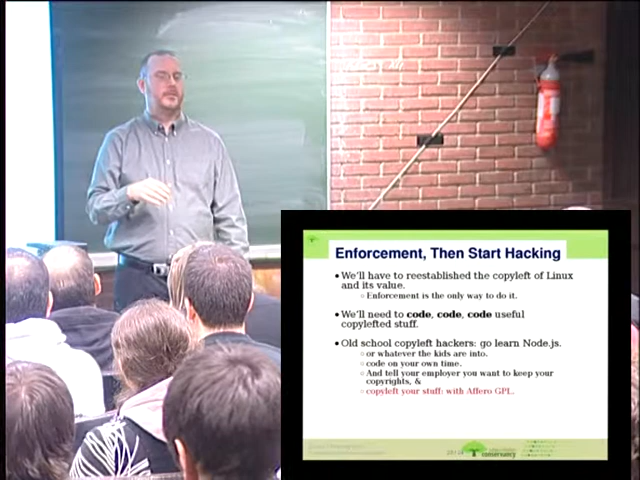 Enforcement, Then Start Hacking
We'll have to reestablished the copyleft of Linux
and its value.
Enforcement is the only way to do it.
We'll need to code, code, code useful
copylefted stuff.
Old school copyleft hackers: go learn Node.js.
or whatever the kids are into.
code on your own time.
And tell your employer you want to keep your
copyrights, &
copyleft your stuff: with Affero GPL.
conservancy